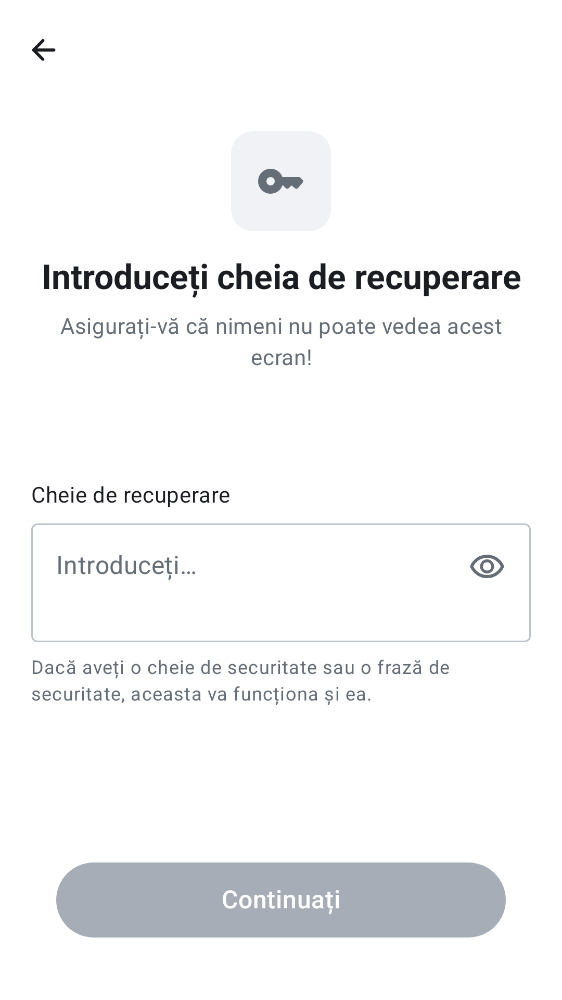 Introduceți cheia de recuperare
Asigurați-vă că nimeni nu poate vedea acest
ecran!
Cheie de recuperare
Introduceți…
Dacă aveți o cheie de securitate sau o frază de
securitate, aceasta va funcționa și ea.
Continuați